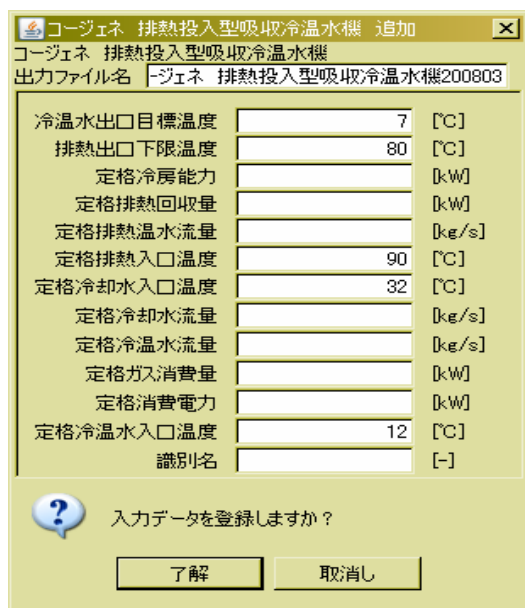 コージェネ 排熱投入型吸収冷温水機 追加
コージェネ 排熱投入型吸収冷温水機
出力ファイル名 -ジェネ 排熱投入型吸収冷温水機200803
冷温水出口目標温度 7 [℃]
排熱出口下限温度 80 [℃]
定格冷房能力 [kW]
定格排熱回収量 [kW]
定格排熱温水流量 [kg/s]
定格排熱入口温度 90 [℃]
定格冷却水入口温度 32 [℃]
定格冷却水流量 [kg/s]
定格冷温水流量 [kg/s]
定格ガス消費量 [kW]
定格消費電力 [kW]
定格冷温水入口温度 12 [℃]
識別名 [-]
入力データを登録しますか？
了解 取消し